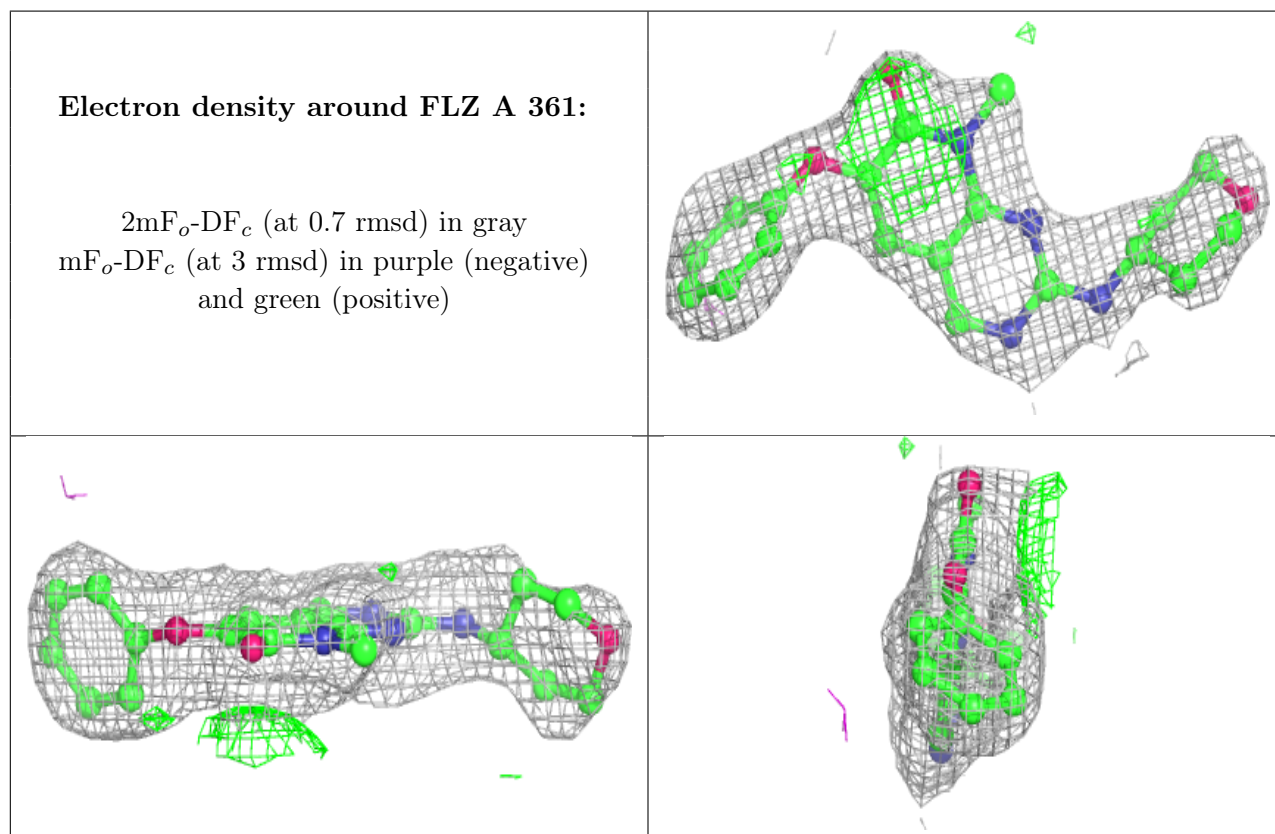 Electron density around FLZ A 361:
2mFₒ-DF𝒸 (at 0.7 rmsd) in gray
mFₒ-DF𝒸 (at 3 rmsd) in purple (negative)
and green (positive)